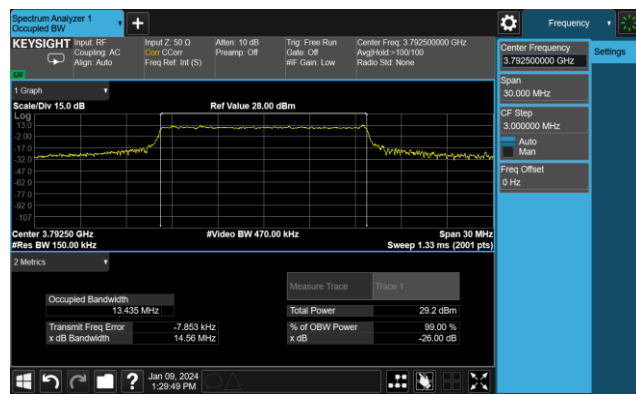 Spectrum Analyzer 1
Occupied BW
+
Frequency
KEYSIGHT
Input: RF
Coupling: AC
Align: Auto
Input Z: 50 Ω
Corr CCorr
Freq Ref: Int (S)
Atten: 10 dB
Preamp: Off
Trig: Free Run
Gate: Off
#IF Gain: Low
Center Freq: 3.792500000 GHz
Avg|Hold:>100/100
Radio Std: None
Center Frequency
3.792500000 GHz
Settings
Span
30.000 MHz
CF Step
3.000000 MHz
Auto
Man
Freq Offset
0 Hz
1 Graph
Scale/Div 15.0 dB
Ref Value 28.00 dBm
Log
13.0
-2.00
-17.0
-32.0
-47.0
-62.0
-77.0
-92.0
-107
Center 3.79250 GHz
#Video BW 470.00 kHz
Span 30 MHz
#Res BW 150.00 kHz
Sweep 1.33 ms (2001 pts)
2 Metrics
Measure Trace
Trace 1
Occupied Bandwidth
13.435 MHz
Total Power
29.2 dBm
Transmit Freq Error
-7.853 kHz
% of OBW Power
99.00 %
x dB Bandwidth
14.56 MHz
x dB
-26.00 dB
?
Jan 09, 2024
1:29:49 PM